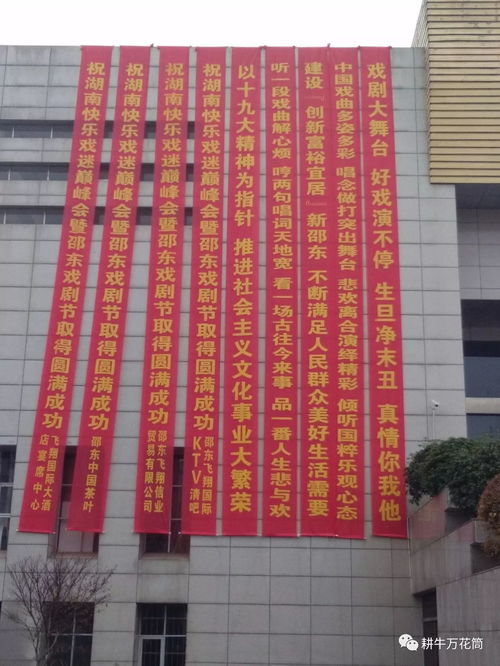 戏剧大舞台 好戏演不停 生旦净末丑 真情你我他
中国戏曲多姿多彩 唱念做打突出舞台 悲欢离合演绎精彩 倾听国粹乐观心态
建设“创新富裕宜居 新邵东 不断满足人民群众美好生活需要
听一段戏曲解心烦 哼两句唱词天地宽 看一场古往今来事 品一番人生悲与欢
以十九大精神为指针 推进社会主义文化事业大繁荣
祝湖南快乐戏迷巅峰会暨邵东戏剧节取得圆满成功
邵东飞翔国际
KTV清吧
祝湖南快乐戏迷巅峰会暨邵东戏剧节取得圆满成功
邵东飞翔信业
贸易有限公司
祝湖南快乐戏迷巅峰会暨邵东戏剧节取得圆满成功
邵东中国茶叶
祝湖南快乐戏迷巅峰会暨邵东戏剧节取得圆满成功
飞翔国际大酒
店宴席中心
耕牛万花筒